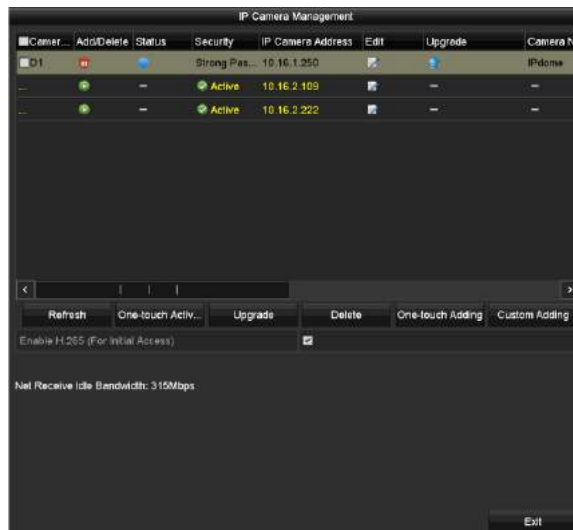 IP Camera Management
Camer... Add/Delete Status Security IP Camera Address Edit Upgrade Camera N
D1 Strong Pas... 10.16.1.250 IPdome
... – Active 10.16.2.109 – –
... – Active 10.16.2.222 – –
Refresh One-touch Activ... Upgrade Delete One-touch Adding Custom Adding
Enable H.265 (For Initial Access)
Net Receive Idle Bandwidth: 315Mbps
Exit